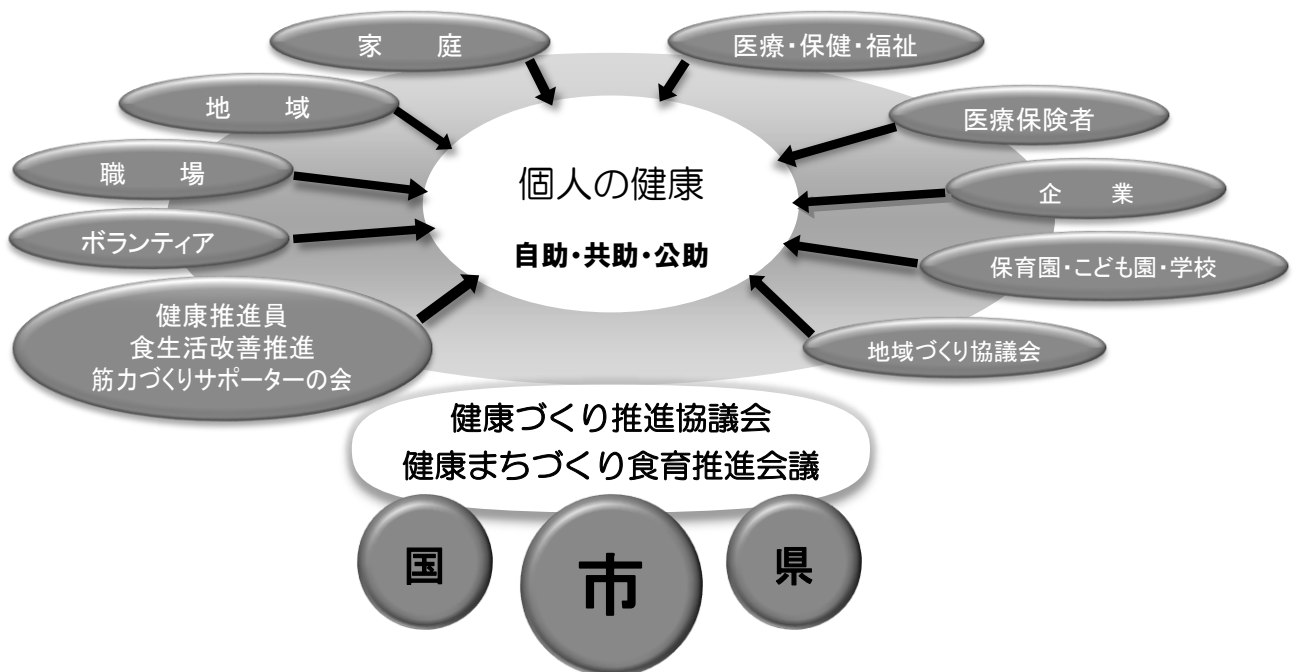 家　庭
医療・保健・福祉
地　域
医療保険者
職　場
企　業
ボランティア
保育園・こども園・学校
健康推進員
食生活改善推進
筋力づくりサポーターの会
地域づくり協議会
個人の健康
自助・共助・公助
健康づくり推進協議会
健康まちづくり食育推進会議
国
市
県